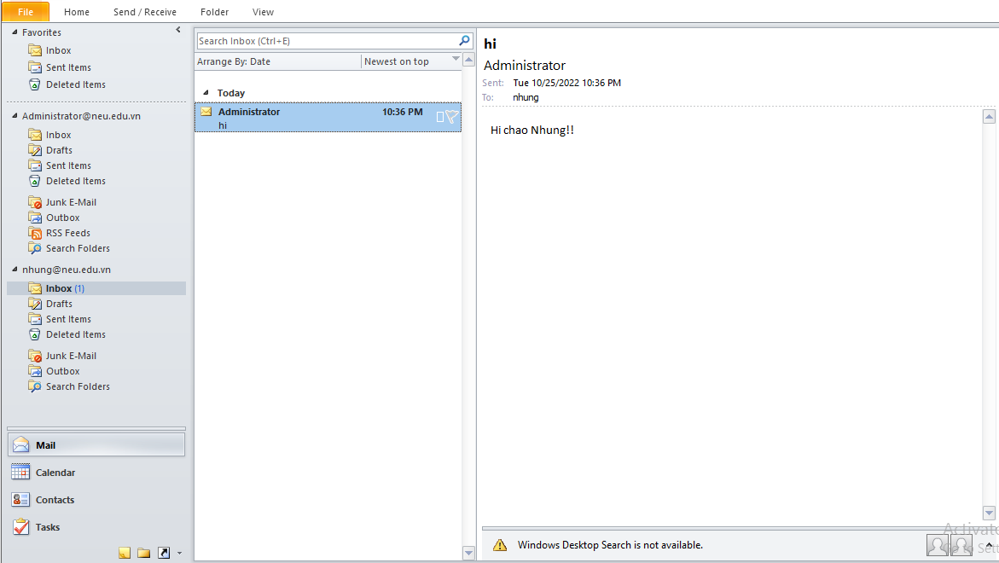 File Home Send / Receive Folder View
Favorites
Inbox
Sent Items
Deleted Items
Administrator@neu.edu.vn
Inbox
Drafts
Sent Items
Deleted Items
Junk E-Mail
Outbox
RSS Feeds
Search Folders
nhung@neu.edu.vn
Inbox (1)
Drafts
Sent Items
Deleted Items
Junk E-Mail
Outbox
Search Folders
Mail
Calendar
Contacts
Tasks
Search Inbox (Ctrl+E)
Arrange By: Date Newest on top
Today
Administrator 10:36 PM
hi
hi
Administrator
Sent: Tue 10/25/2022 10:36 PM
To: nhung
Hi chao Nhung!!
Windows Desktop Search is not available.